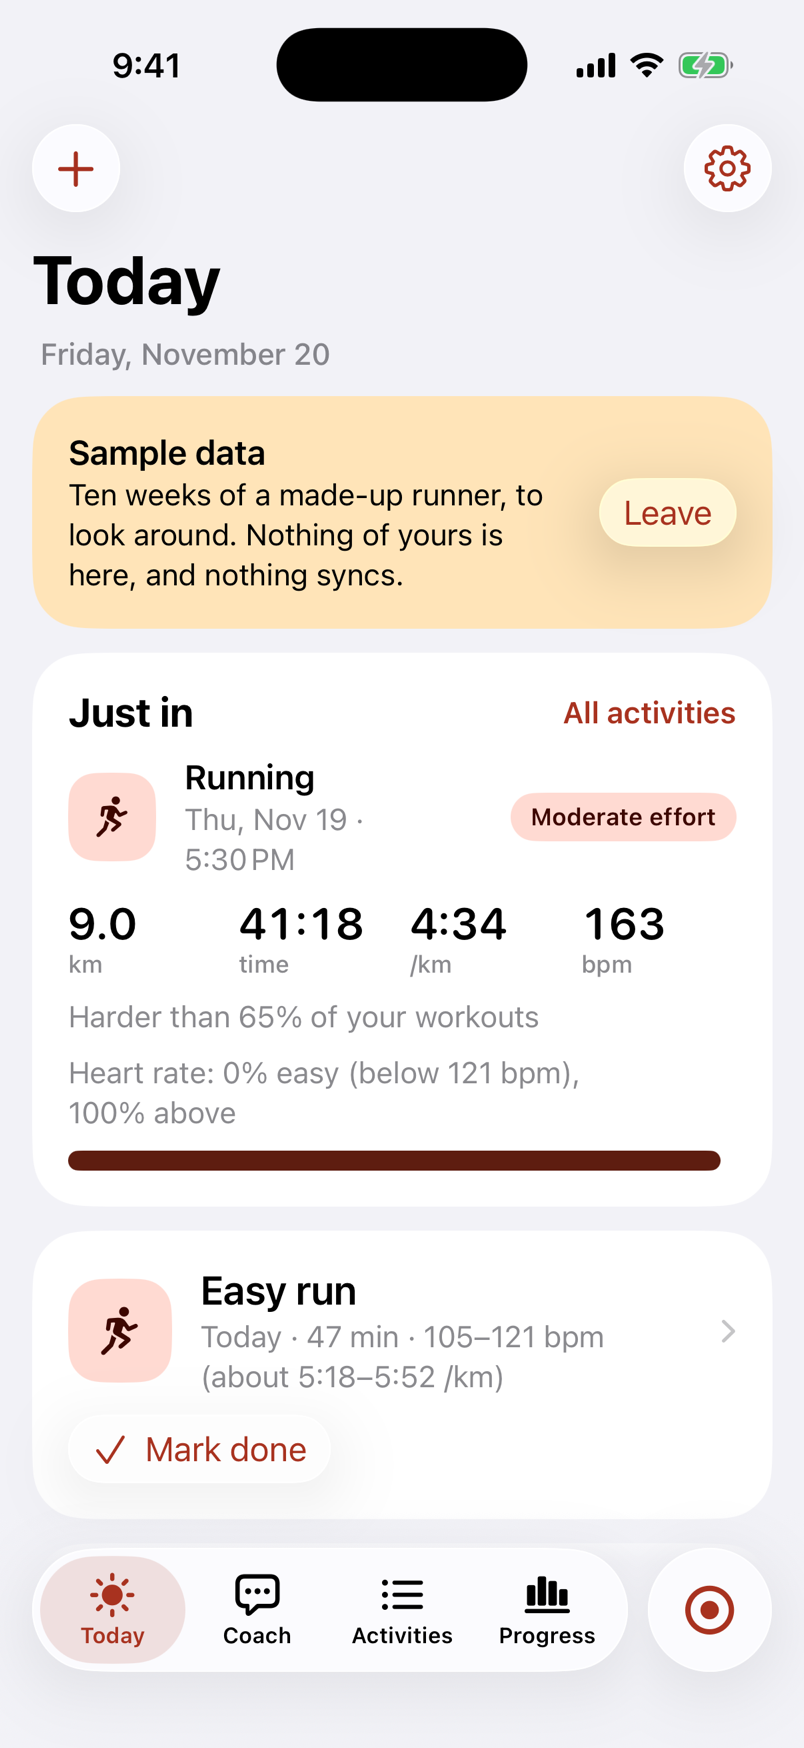 9:41
Today
Friday, November 20
Sample data
Ten weeks of a made-up runner, to
look around. Nothing of yours is
here, and nothing syncs.
Leave
Just in
All activities
Running
Thu, Nov 19 ·
5:30 PM
Moderate effort
9.0 41:18 4:34 163
km time /km bpm
Harder than 65% of your workouts
Heart rate: 0% easy (below 121 bpm),
100% above
Easy run
Today · 47 min · 105–121 bpm
(about 5:18–5:52 /km)
Mark done
Today Coach Activities Progress